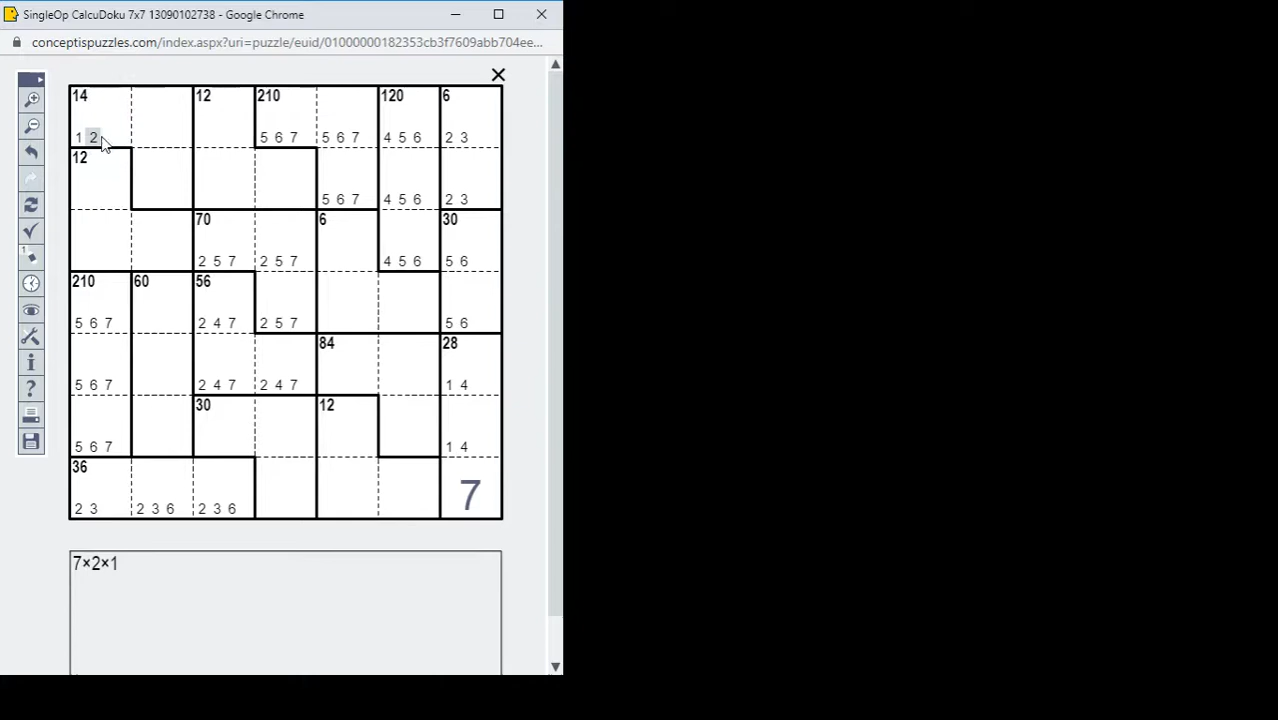 SingleOp CalcuDoku 7x7 13090102738 - Google Chrome
conceptispuzzles.com/index.aspx?uri=puzzle/euid/01000000182353cb3f7609abb704ee...
14 12 210 120 6
1 2 5 6 7 5 6 7 4 5 6 2 3
12
5 6 7 4 5 6 2 3
70 6 30
2 5 7 2 5 7 4 5 6 5 6
210 60 56
5 6 7 2 4 7 2 5 7 5 6
84 28
5 6 7 2 4 7 2 4 7 1 4
30 12
5 6 7 1 4
36
2 3 2 3 6 2 3 6 7
7×2×1